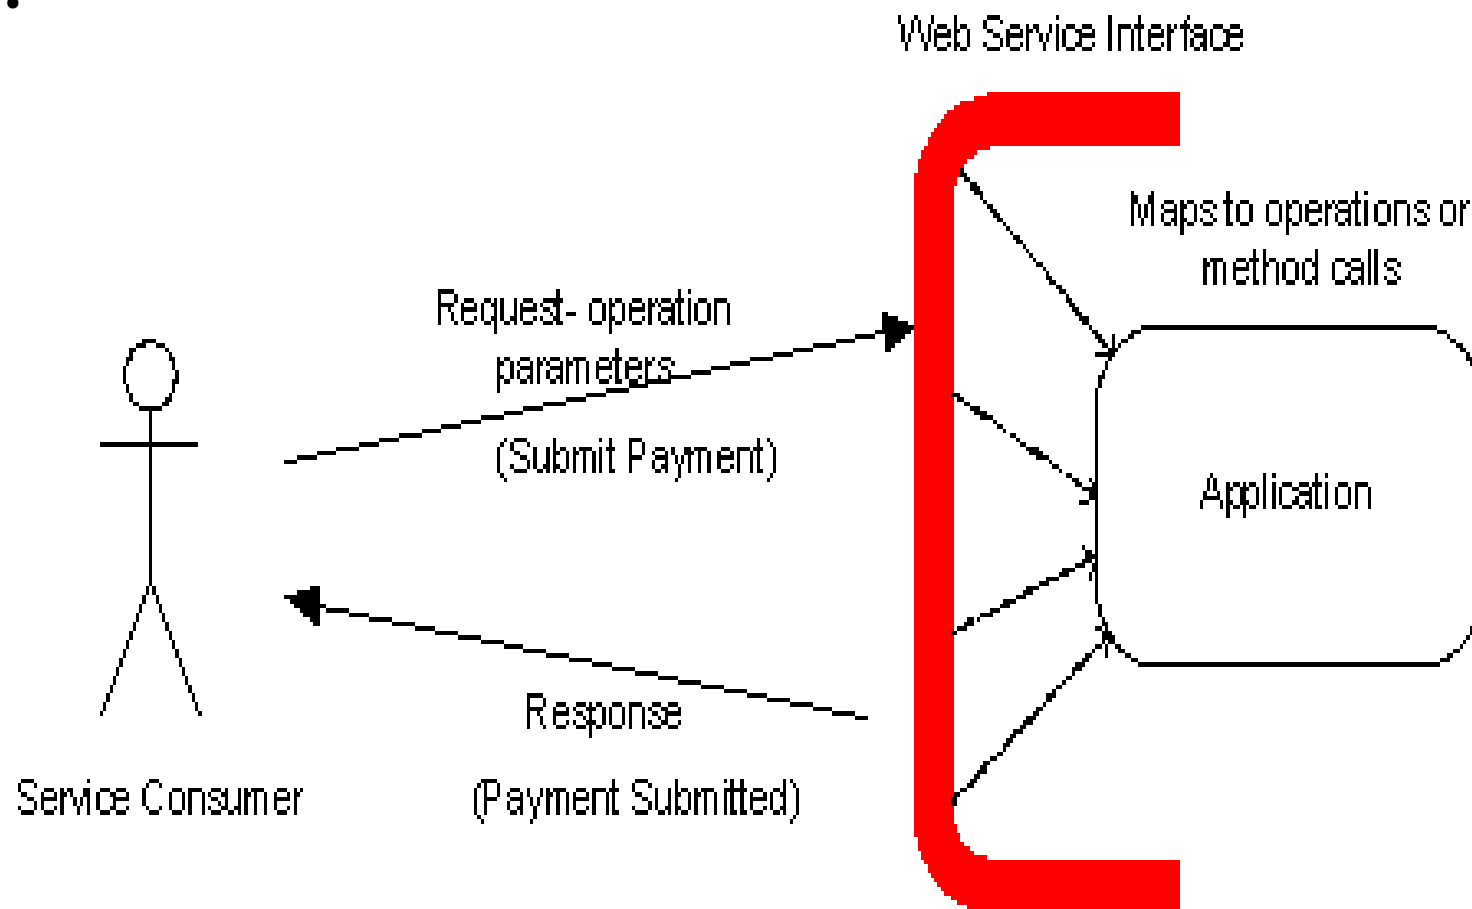 Web Service Interface
Maps to operations or
method calls
Request- operation
parameters
(Submit Payment)
Application
Response
(Payment Submitted)
Service Consumer